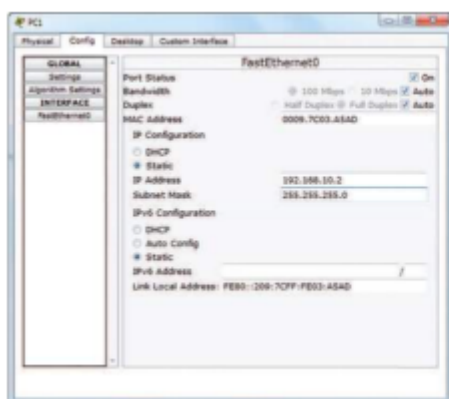 PC1
Physical Config Desktop Custom Interface
GLOBAL
Settings
Algorithm Settings
INTERFACE
FastEthernet0
FastEthernet0
Port Status On
Bandwidth 100 Mbps 10 Mbps Auto
Duplex Half Duplex Full Duplex Auto
MAC Address 0009.7C03.A5AD
IP Configuration
DHCP
Static
IP Address 192.168.10.2
Subnet Mask 255.255.255.0
IPv6 Configuration
DHCP
Auto Config
Static
IPv6 Address /
Link Local Address: FE80::209:7CFF:FE03:A5AD